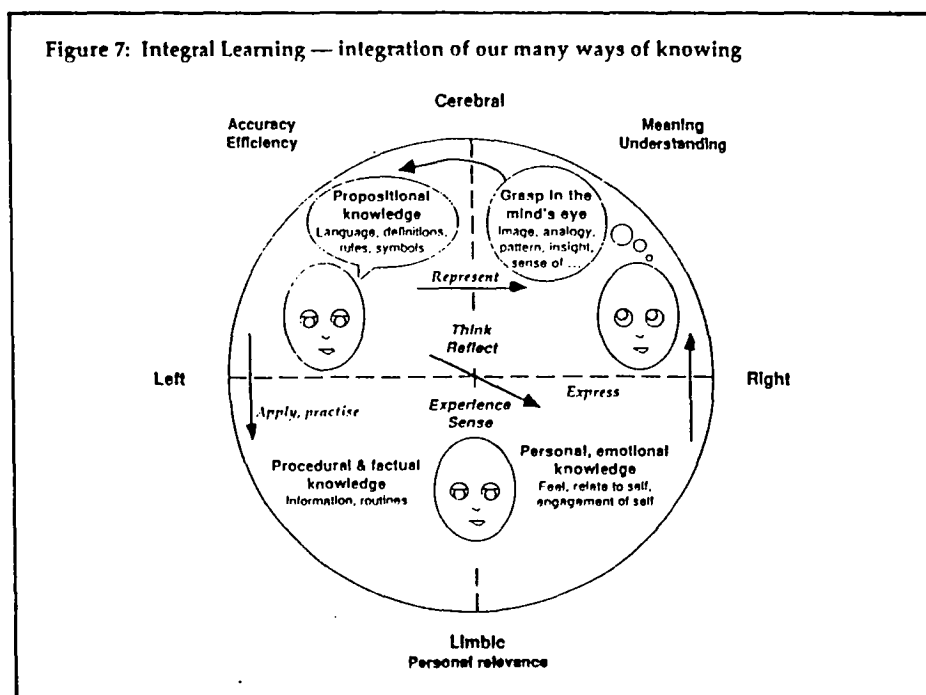 Figure 7: Integral Learning — integration of our many ways of knowing
Cerebral
Accuracy
Efficiency
Meaning
Understanding
Propositional
knowledge
Language, definitions,
rules, symbols
Grasp in the
mind's eye
Image, analogy,
pattern, insight,
sense of ...
Represent
Think
Reflect
Left
Right
Express
Apply, practise
Experience
Sense
Procedural & factual
knowledge
Information, routines
Personal, emotional
knowledge
Feel, relate to self,
engagement of self
Limbic
Personal relevance